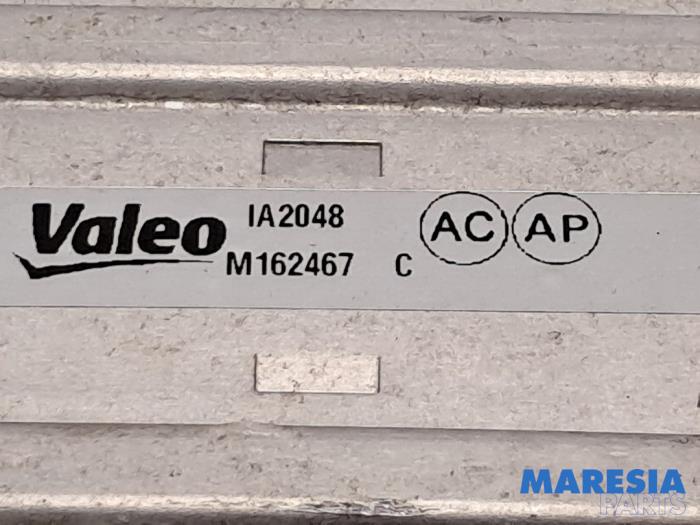 Valeo IA2048 AC AP
M162467 C
MARESIA
PARTS